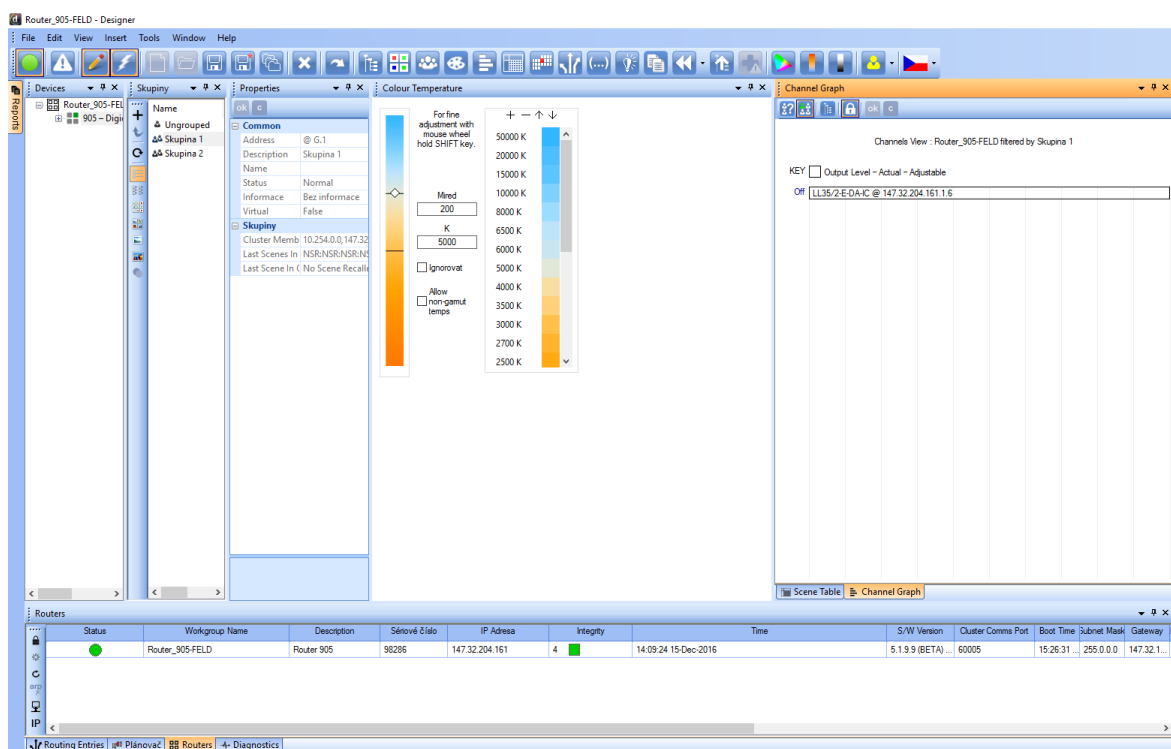 Router_905-FELD - Designer
File Edit View Insert Tools Window Help
Reports
Devices
Router_905-FEL
905 – Digi
Skupiny
Name
Ungrouped
Skupina 1
Skupina 2
Properties
ok c
Common
Address @ G.1
Description Skupina 1
Name
Status Normal
Informace Bez informace
Virtual False
Skupiny
Cluster Memb 10.254.0.0,147.32
Last Scenes In NSR:NSR:NSR:NS
Last Scene In ( No Scene Recalle
Colour Temperature
For fine
adjustment with
mouse wheel
hold SHIFT key.
Mired
200
K
5000
Ignorovat
Allow
non-gamut
temps
50000 K
20000 K
15000 K
10000 K
8000 K
6500 K
6000 K
5000 K
4000 K
3500 K
3000 K
2700 K
2500 K
Channel Graph
ok c
Channels View : Router_905-FELD filtered by Skupina 1
KEY Output Level – Actual – Adjustable
Off LL35/2-E-DA-IC @ 147.32.204.161.1.6
Scene Table Channel Graph
Routers
Status Workgroup Name Description Sériové číslo IP Adresa Integrity Time S/W Version Cluster Comms Port Boot Time Subnet Mask Gateway
Router_905-FELD Router 905 98286 147.32.204.161 4 14:09:24 15-Dec-2016 5.1.9.9 (BETA) ... 60005 15:26:31 ... 255.0.0.0 147.32.1...
arp
IP
Routing Entries Plánovač Routers Diagnostics